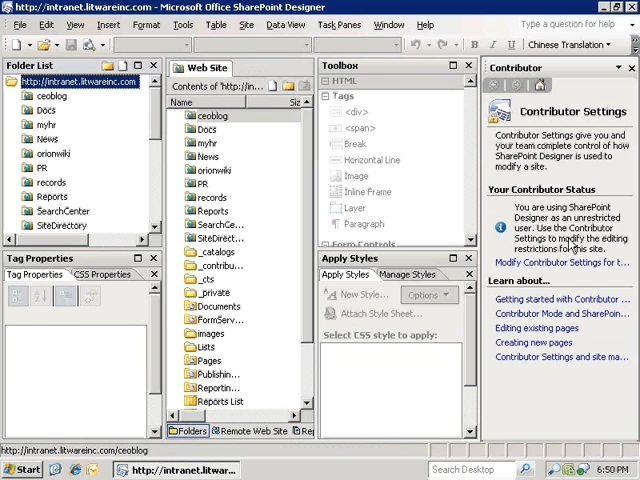 http://intranet.litwareinc.com - Microsoft Office SharePoint Designer
File Edit View Insert Format Tools Table Site Data View Task Panes Window Help Type a question for help
Chinese Translation
Folder List
http://intranet.litwareinc.com
ceoblog
Docs
myhr
News
orionwiki
PR
records
Reports
SearchCenter
SiteDirectory
Tag Properties
Tag Properties CSS Properties
Web Site
Contents of 'http://in...
Name Siz
ceoblog
Docs
myhr
News
orionwiki
PR
records
Reports
SearchCe...
SiteDirect...
_catalogs
_contribu...
_cts
_private
Documents
FormServ...
images
Lists
Pages
Publishin...
Reportin...
Reports List
Folders Remote Web Site Rep
Toolbox
HTML
Tags
<div>
<span>
Break
Horizontal Line
Image
Inline Frame
Layer
Paragraph
Form Controls
Apply Styles
Apply Styles Manage Styles
New Style... Options
Attach Style Sheet...
Select CSS style to apply:
Contributor
Contributor Settings
Contributor Settings give you and
your team complete control of how
SharePoint Designer is used to
modify a site.
Your Contributor Status
You are using SharePoint
Designer as an unrestricted
user. Use the Contributor
Settings to modify the editing
restrictions for this site.
Modify Contributor Settings for t...
Learn about...
Getting started with Contributor ...
Contributor Mode and SharePoin...
Editing existing pages
Creating new pages
Contributor Settings and site ma...
http://intranet.litwareinc.com/ceoblog
Start http://intranet.litwar... Search Desktop 6:50 PM